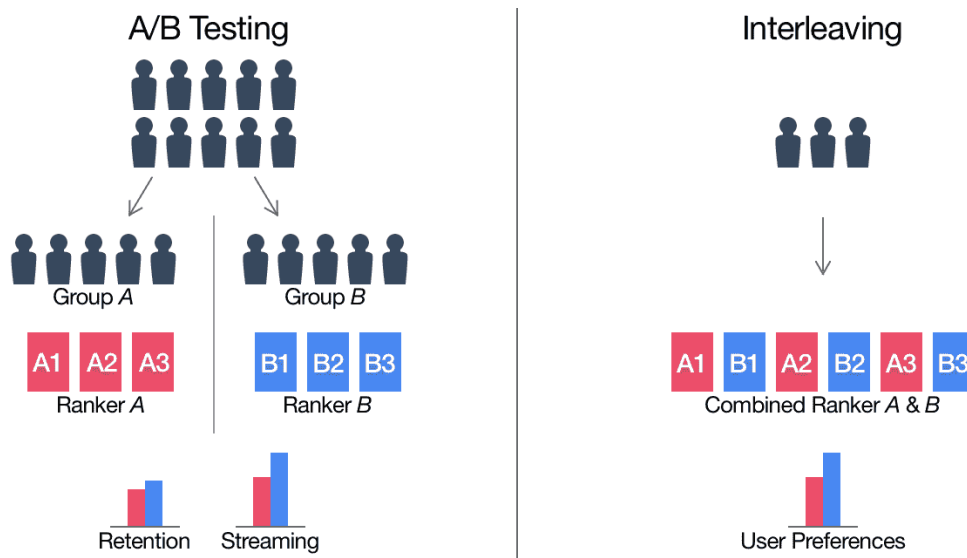 A/B Testing
Group A
Group B
A1 A2 A3
B1 B2 B3
Ranker A
Ranker B
Retention
Streaming
Interleaving
A1 B1 A2 B2 A3 B3
Combined Ranker A & B
User Preferences